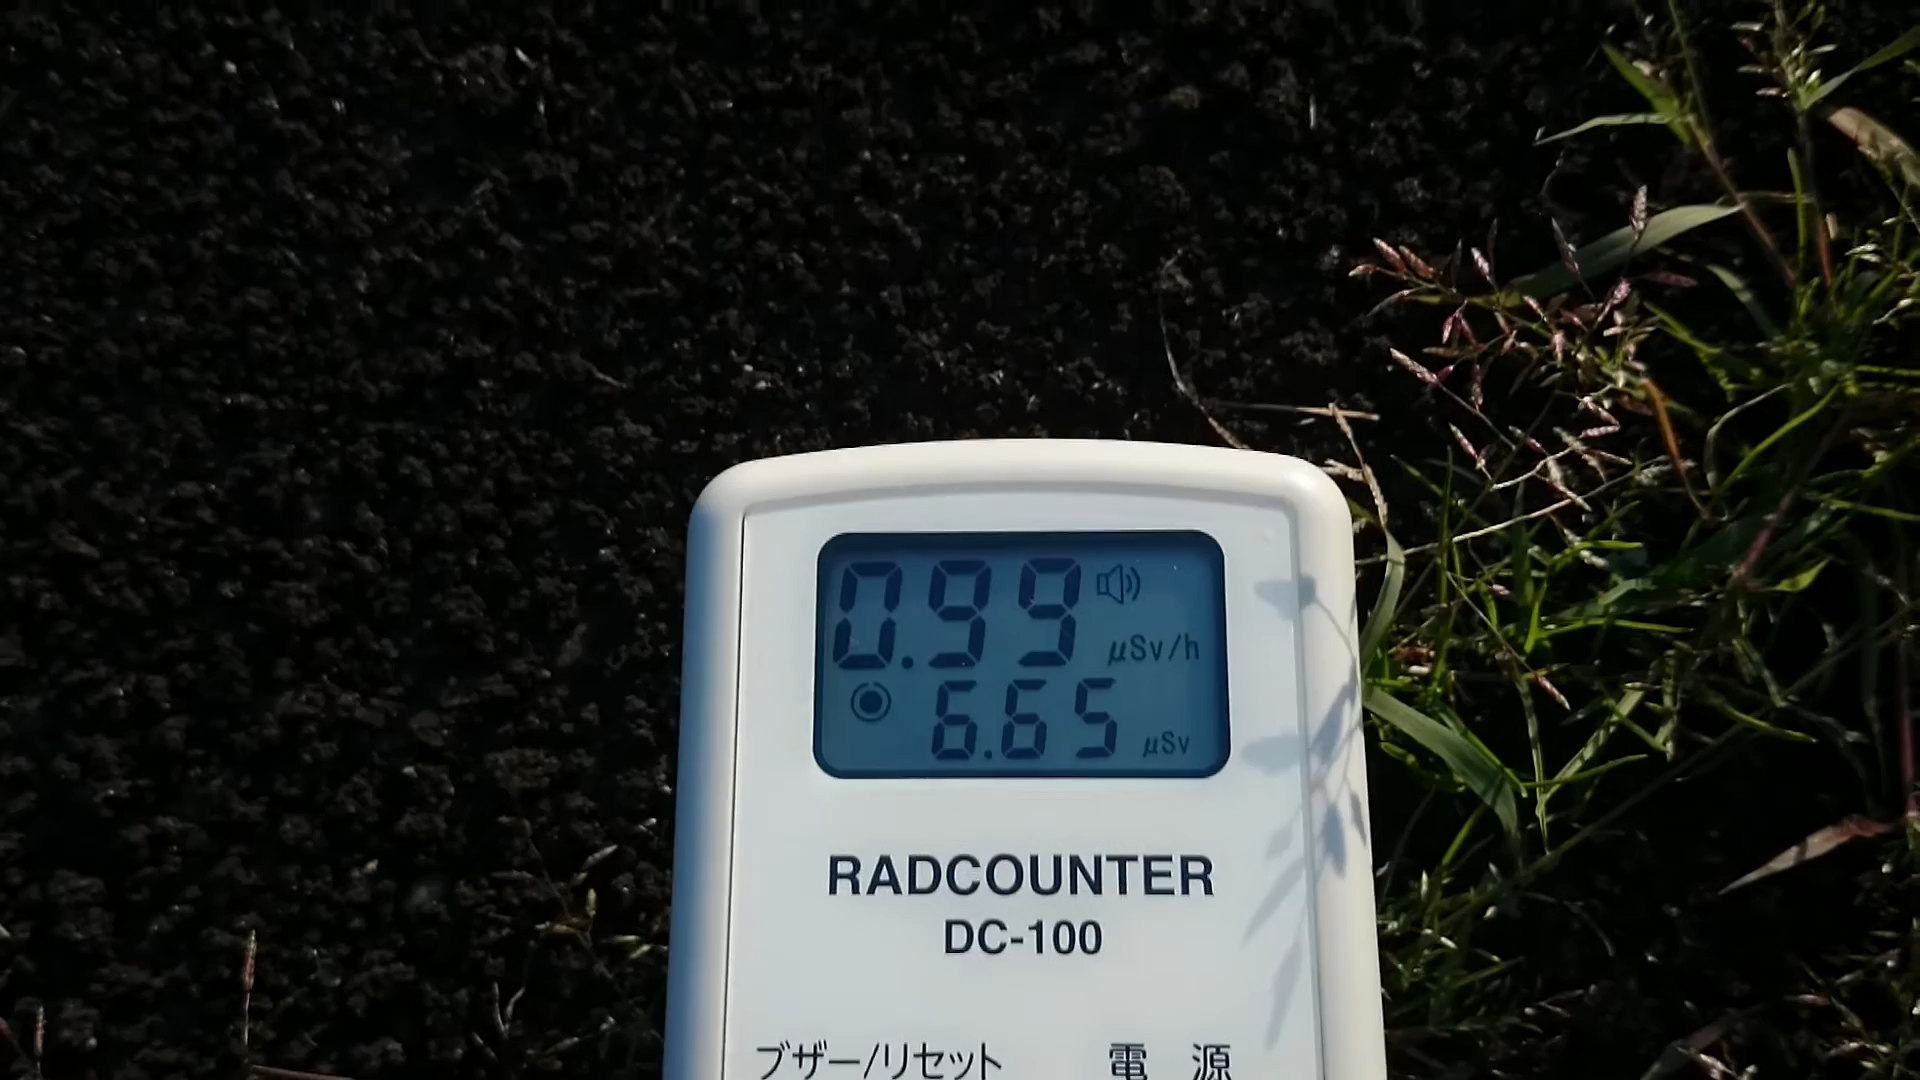 0.99 μSv/h
6.65 μSv
RADCOUNTER
DC-100
ブザー/リセット 電 源